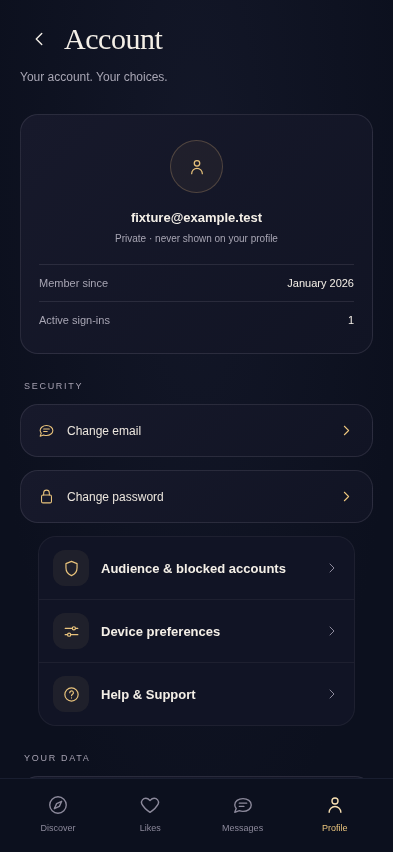 Account
Your account. Your choices.
fixture@example.test
Private · never shown on your profile
Member since January 2026
Active sign-ins 1
SECURITY
Change email
Change password
Audience & blocked accounts
Device preferences
Help & Support
YOUR DATA
Discover Likes Messages Profile